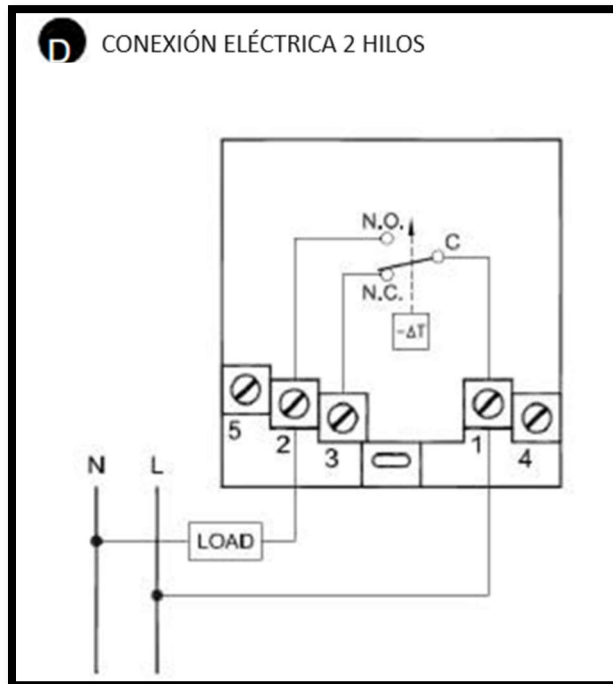 D CONEXIÓN ELÉCTRICA 2 HILOS
N.O.
C
N.C.
-ΔT
5 2 3 1 4
N L
LOAD